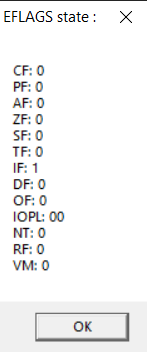 EFLAGS state :
CF: 0
PF: 0
AF: 0
ZF: 0
SF: 0
TF: 0
IF: 1
DF: 0
OF: 0
IOPL: 00
NT: 0
RF: 0
VM: 0
OK